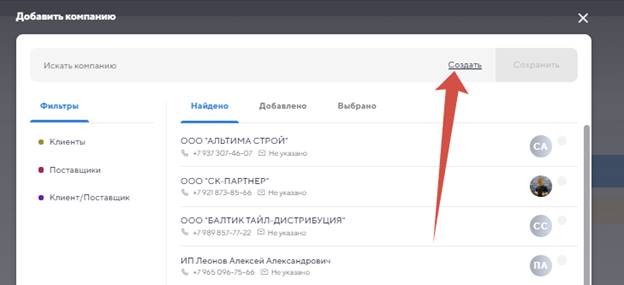 Добавить компанию
Искать компанию
Создать
Сохранить
Фильтры
Найдено
Добавлено
Выбрано
Клиенты
Поставщики
Клиент/Поставщик
ООО "АЛЬТИМА СТРОЙ"
+7 937 307-46-07 Не указано
СА
ООО "СК-ПАРТНЕР"
+7 921 873-85-66 Не указано
ООО "БАЛТИК ТАЙЛ-ДИСТРИБУЦИЯ"
+7 989 857-77-22 Не указано
СС
ИП Леонов Алексей Александрович
+7 965 096-75-66 Не указано
ПА